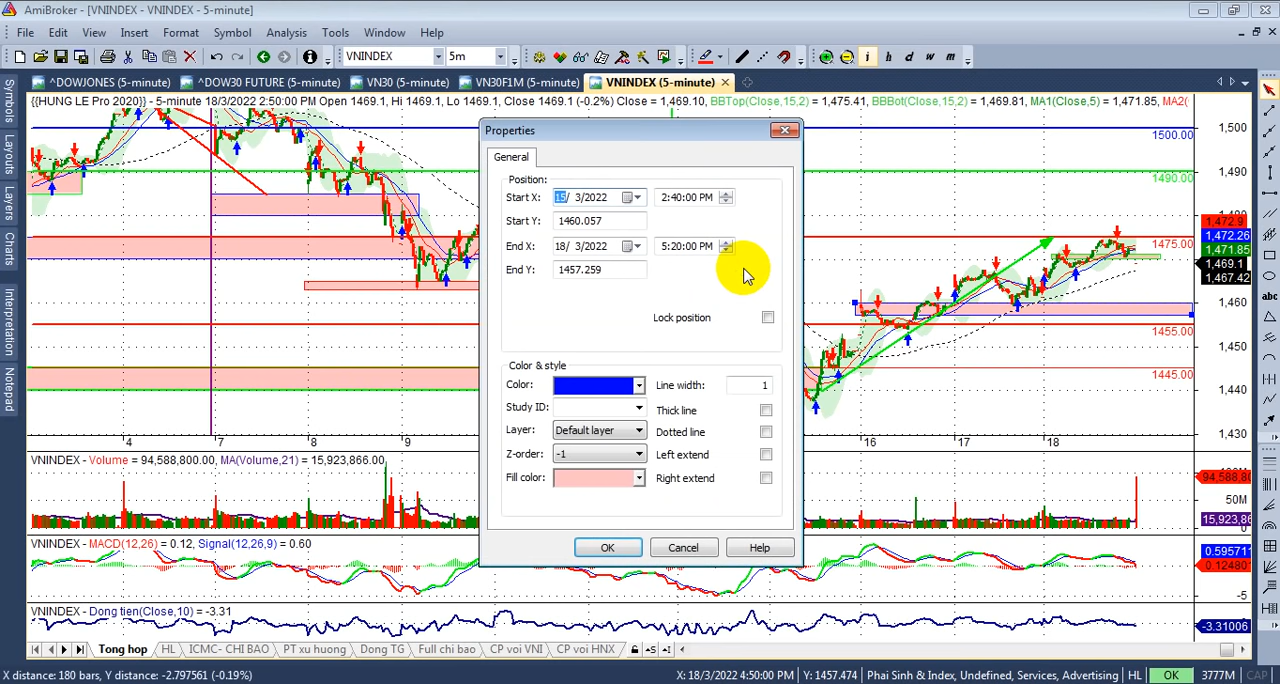 AmiBroker - [VNINDEX - VNINDEX - 5-minute]
File Edit View Insert Format Symbol Analysis Tools Window Help
VNINDEX 5m i h d w m
^DOWJONES (5-minute) ^DOW30 FUTURE (5-minute) VN30 (5-minute) VN30F1M (5-minute) VNINDEX (5-minute)
{{HUNG LE Pro 2020}} - 5-minute 18/3/2022 2:50:00 PM Open 1469.1, Hi 1469.1, Lo 1469.1, Close 1469.1 (-0.2%) Close = 1,469.10, BBTop(Close,15,2) = 1,475.41, BBBot(Close,15,2) = 1,469.81, MA1(Close,5) = 1,471.85, MA2(
Symbols
Layouts
Layers
Charts
Interpretation
Notepad
Properties
General
Position:
Start X: 15/ 3/2022 2:40:00 PM
Start Y: 1460.057
End X: 18/ 3/2022 5:20:00 PM
End Y: 1457.259
Lock position
Color & style
Color: Line width: 1
Study ID: Thick line
Layer: Default layer Dotted line
Z-order: -1 Left extend
Fill color: Right extend
OK Cancel Help
1500.00
1490.00
1475.00
1455.00
1445.00
1,500
1,490
1,480
1,472.9
1,472.26
1,471.85
1,469.1
1,467.42
1,460
1,450
1,440
1,430
abc
4 7 8 9 16 17 18
VNINDEX - Volume = 94,588,800.00, MA(Volume,21) = 15,923,866.00
94,588,80
50M
15,923,86
VNINDEX - MACD(12,26) = 0.12, Signal(12,26,9) = 0.60
0.595711
0.124801
-5
VNINDEX - Dong tien(Close,10) = -3.31
-3.31006
Tong hop HL ICMC- CHI BAO PT xu huong Dong TG Full chi bao CP voi VNI CP voi HNX
X distance: 180 bars, Y distance: -2.797561 (-0.19%) X: 18/3/2022 4:50:00 PM Y: 1457.474 Phai Sinh & Index, Undefined, Services, Advertising HL OK 3777M CAP